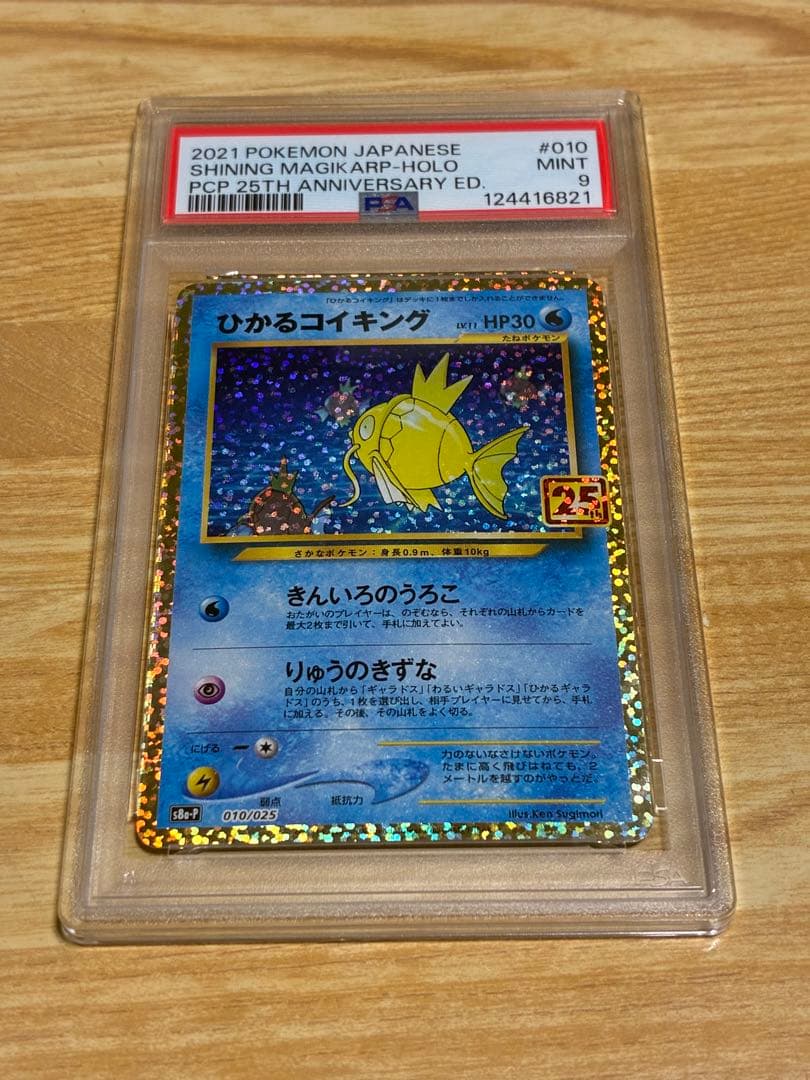 2021 POKEMON JAPANESE #010
SHINING MAGIKARP-HOLO MINT
PCP 25TH ANNIVERSARY ED. 9
PSA 124416821
「ひかるコイキング」はデッキに1枚までしか入れることができません。
ひかるコイキング LV.11 HP30
たねポケモン
25th
さかなポケモン:身長0.9m、体重10kg
きんいろのうろこ
おたがいのプレイヤーは、のぞむなら、それぞれの山札からカードを
最大2枚まで引いて、手札に加えてよい。
りゅうのきずな
自分の山札から「ギャラドス」「わるいギャラドス」「ひかるギャラ
ドス」のうち、1枚を選び出し、相手プレイヤーに見せてから、手札
に加える。その後、その山札をよく切る。
にげる
力のないなさけないポケモン。
たまに高く飛びはねても、2
メートルを越すのがやっとだ。
弱点 抵抗力
s8a-P 010/025 Illus.Ken Sugimori